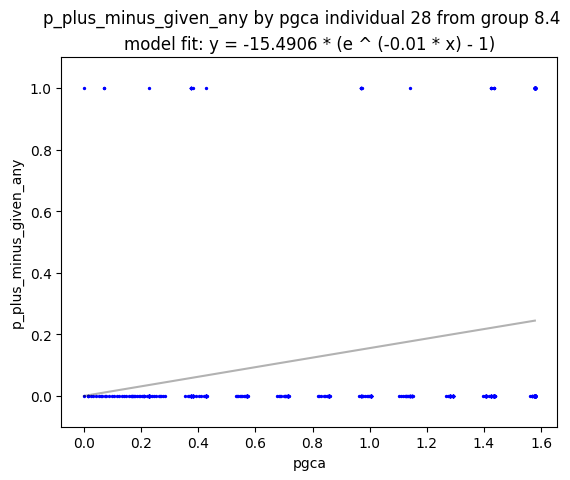 p_plus_minus_given_any by pgca individual 28 from group 8.4
model fit: y = -15.4906 * (e ^ (-0.01 * x) - 1)
p_plus_minus_given_any
1.0
0.8
0.6
0.4
0.2
0.0
0.0 0.2 0.4 0.6 0.8 1.0 1.2 1.4 1.6
pgca